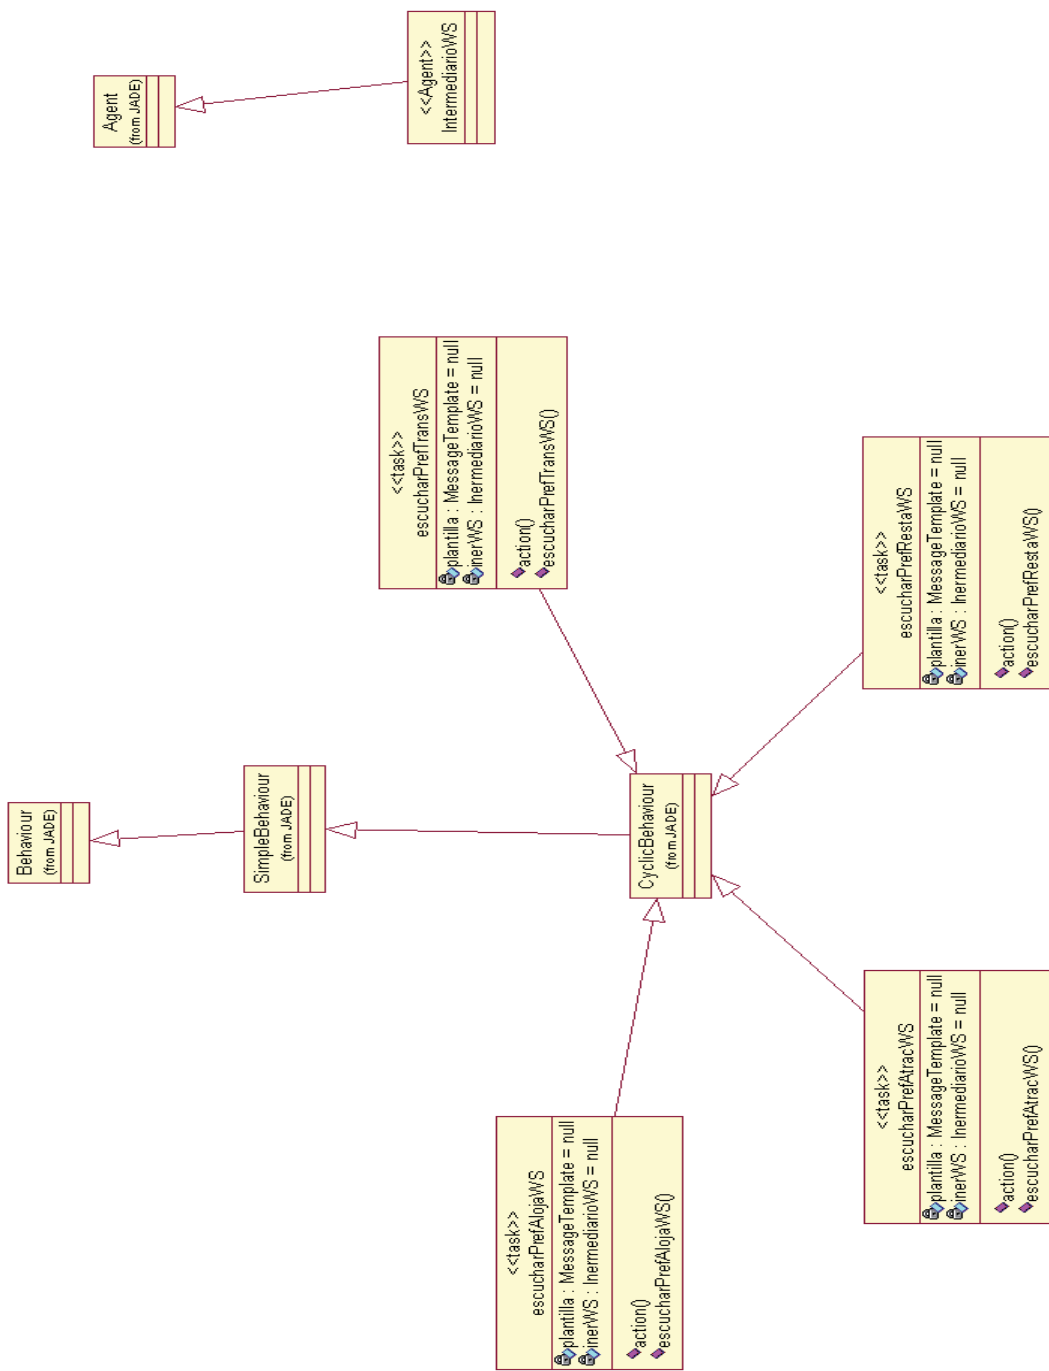 Behaviour
(from JADE)
Agent
(from JADE)
SimpleBehaviour
(from JADE)
<<task>>
escucharPrefTransWS
plantilla : MessageTemplate = null
inerWS : InermediarioWS = null
action()
escucharPrefTransWS()
<<Agent>>
IntermediarioWS
<<task>>
escucharPrefAlojaWS
plantilla : MessageTemplate = null
inerWS : InermediarioWS = null
action()
escucharPrefAlojaWS()
CyclicBehaviour
(from JADE)
<<task>>
escucharPrefAtracWS
plantilla : MessageTemplate = null
inerWS : InermediarioWS = null
action()
escucharPrefAtracWS()
<<task>>
escucharPrefRestaWS
plantilla : MessageTemplate = null
inerWS : InermediarioWS = null
action()
escucharPrefRestaWS()